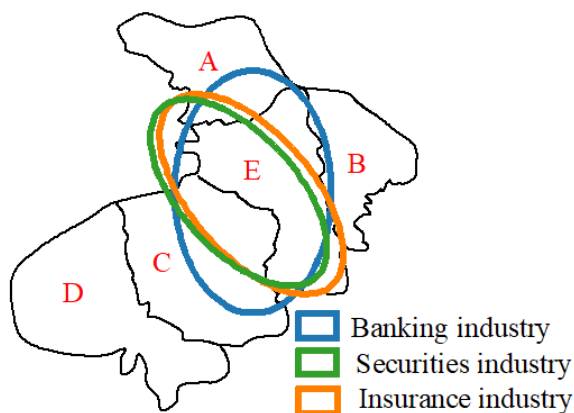 A
B
E
C
D
Banking industry
Securities industry
Insurance industry